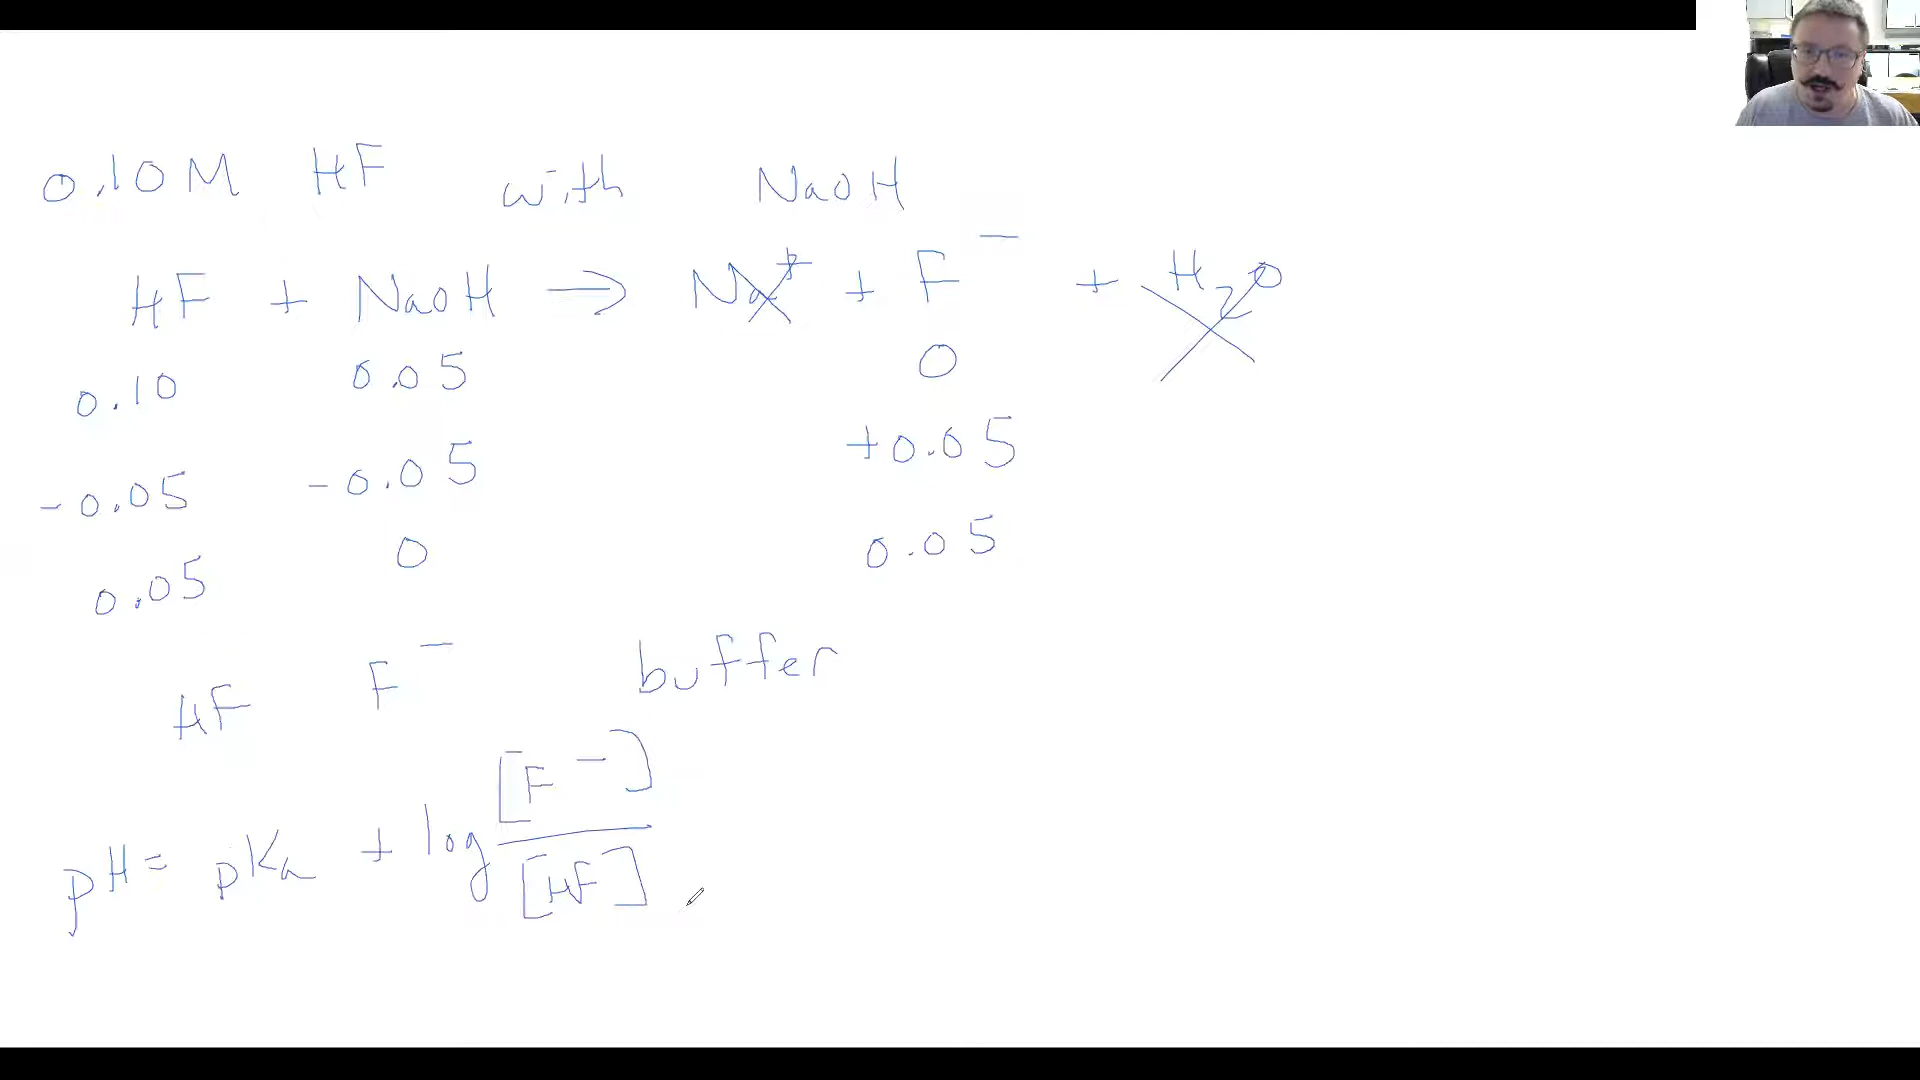 0.10 M HF with NaOH
HF + NaOH → Na⁺ + F⁻ + H₂O
0.10 0.05 0
-0.05 -0.05 +0.05
0.05 0 0.05
HF F⁻ buffer
pH = pKa + log [F⁻] / [HF]